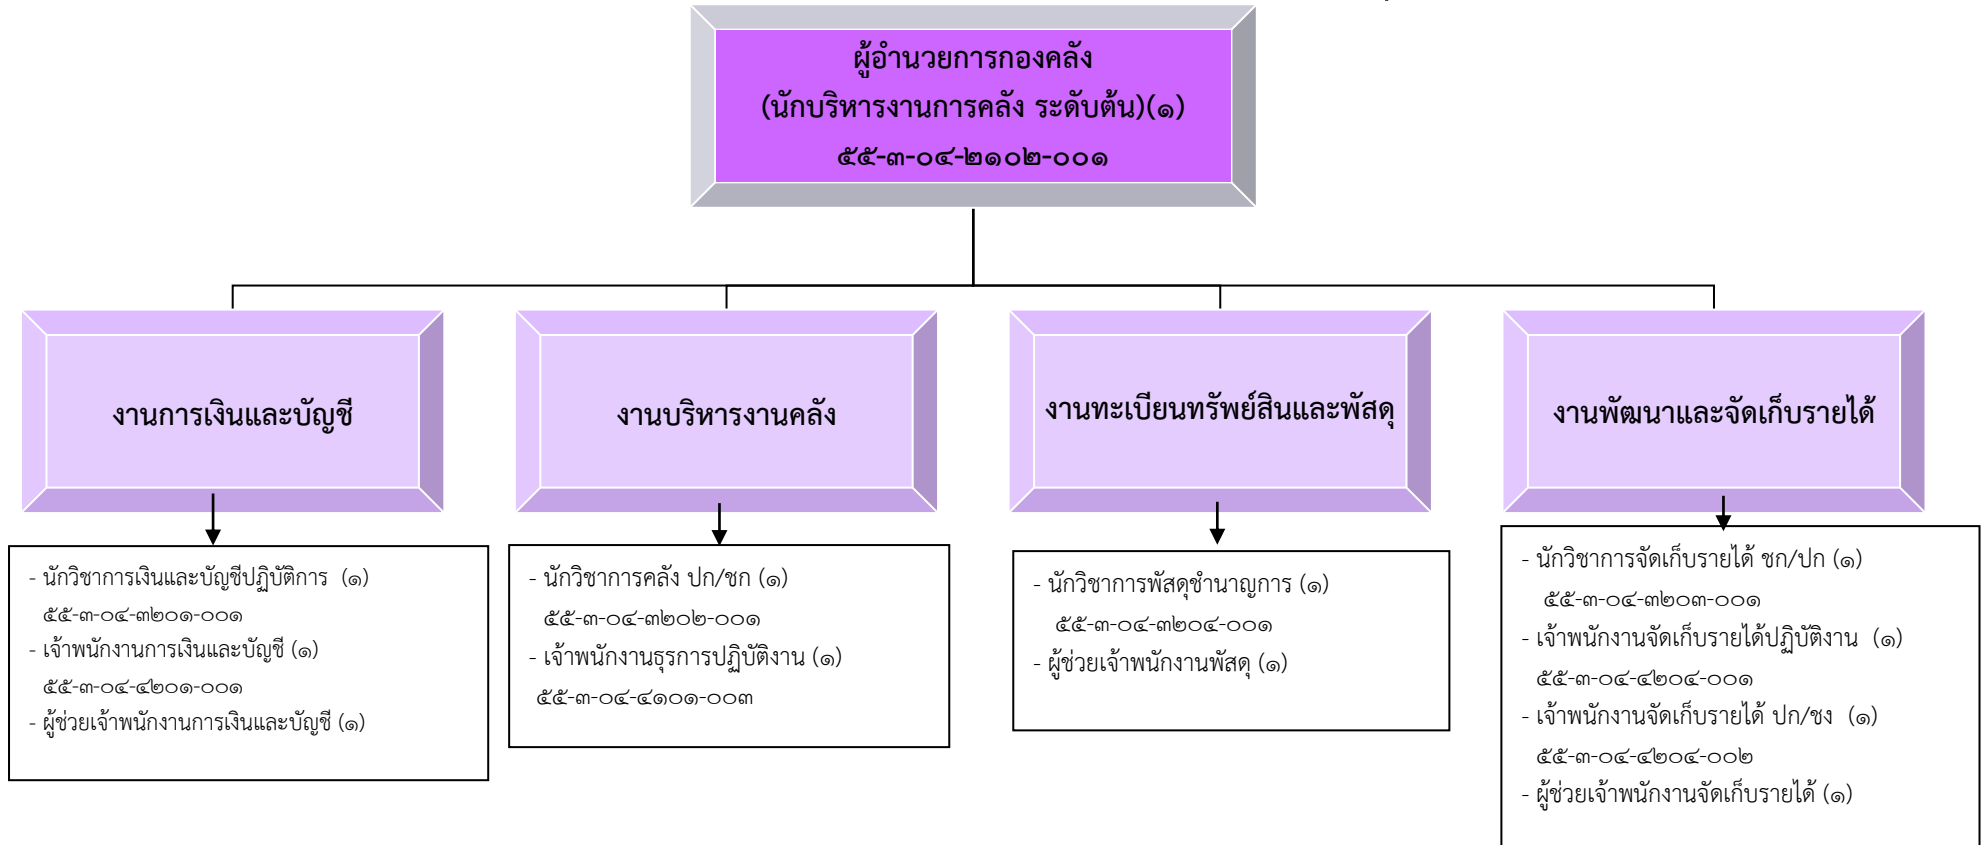 ผู้อำนวยการกองคลัง
(นักบริหารงานการคลัง ระดับต้น)(๑)
๕๕-๓-๐๔-๒๑๐๒-๐๐๑
งานการเงินและบัญชี
- นักวิชาการเงินและบัญชีปฏิบัติการ (๑)
๕๕-๓-๐๔-๓๒๐๑-๐๐๑
- เจ้าพนักงานการเงินและบัญชี (๑)
๕๕-๓-๐๔-๔๒๐๑-๐๐๑
- ผู้ช่วยเจ้าพนักงานการเงินและบัญชี (๑)
งานบริหารงานคลัง
- นักวิชาการคลัง ปก/ชก (๑)
๕๕-๓-๐๔-๓๒๐๒-๐๐๑
- เจ้าพนักงานธุรการปฏิบัติงาน (๑)
๕๕-๓-๐๔-๔๑๐๑-๐๐๓
งานทะเบียนทรัพย์สินและพัสดุ
- นักวิชาการพัสดุชำนาญการ (๑)
๕๕-๓-๐๔-๓๒๐๔-๐๐๑
- ผู้ช่วยเจ้าพนักงานพัสดุ (๑)
งานพัฒนาและจัดเก็บรายได้
- นักวิชาการจัดเก็บรายได้ ชก/ปก (๑)
๕๕-๓-๐๔-๓๒๐๓-๐๐๑
- เจ้าพนักงานจัดเก็บรายได้ปฏิบัติงาน (๑)
๕๕-๓-๐๔-๔๒๐๔-๐๐๑
- เจ้าพนักงานจัดเก็บรายได้ ปก/ชง (๑)
๕๕-๓-๐๔-๔๒๐๔-๐๐๒
- ผู้ช่วยเจ้าพนักงานจัดเก็บรายได้ (๑)